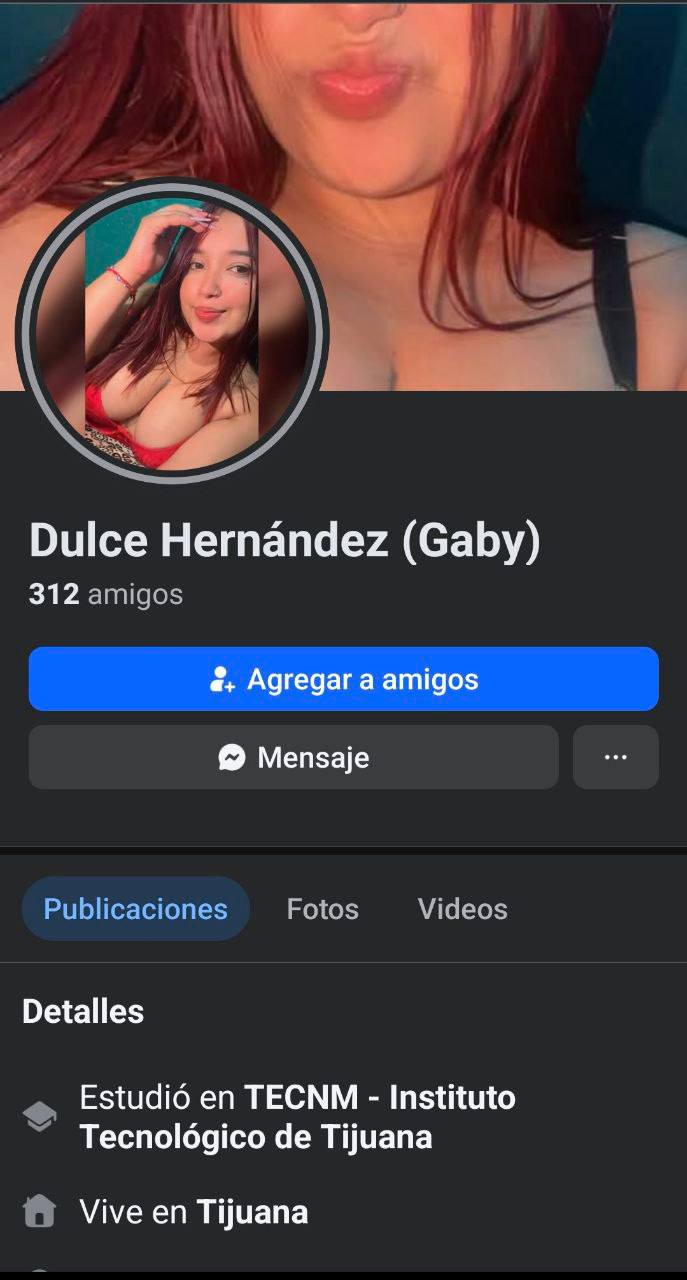 Dulce Hernández (Gaby)
312 amigos
Agregar a amigos
Mensaje
Publicaciones Fotos Videos
Detalles
Estudió en TECNM - Instituto
Tecnológico de Tijuana
Vive en Tijuana